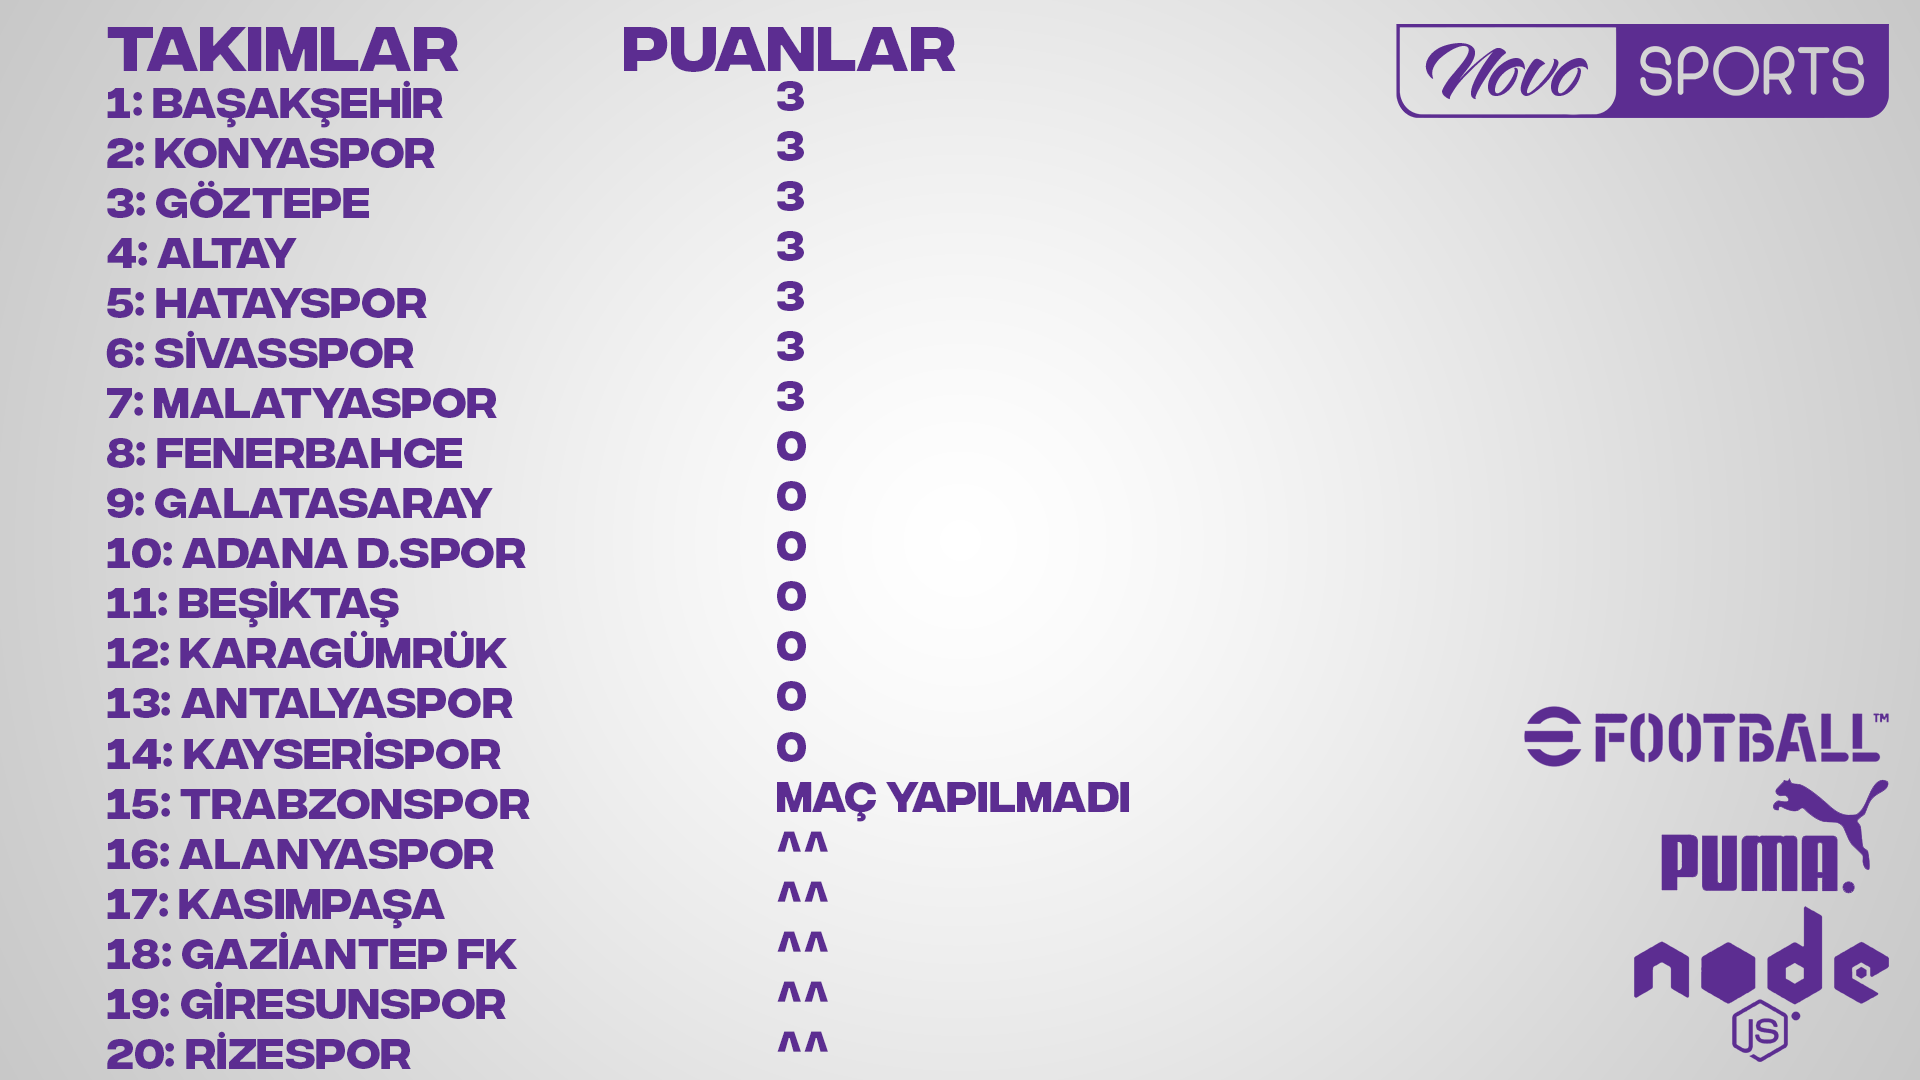 TAKIMLAR PUANLAR
1: BAŞAKŞEHİR 3
2: KONYASPOR 3
3: GÖZTEPE 3
4: ALTAY 3
5: HATAYSPOR 3
6: SİVASSPOR 3
7: MALATYASPOR 3
8: FENERBAHCE 0
9: GALATASARAY 0
10: ADANA D.SPOR 0
11: BEŞİKTAŞ 0
12: KARAGÜMRÜK 0
13: ANTALYASPOR 0
14: KAYSERİSPOR 0
15: TRABZONSPOR MAÇ YAPILMADI
16: ALANYASPOR ^^
17: KASIMPAŞA ^^
18: GAZİANTEP FK ^^
19: GİRESUNSPOR ^^
20: RİZESPOR ^^
Novo SPORTS
eFOOTBALL™
PUMA
node
JS